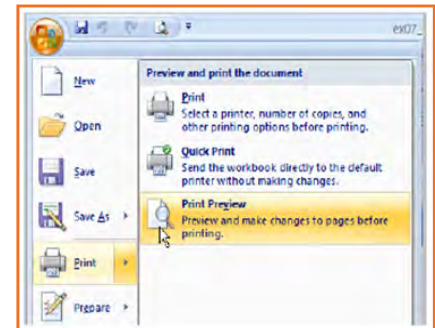 ex07_
New
Preview and print the document
Print
Select a printer, number of copies, and
other printing options before printing.
Open
Quick Print
Send the workbook directly to the default
printer without making changes.
Save
Save As
Print Preview
Preview and make changes to pages before
printing.
Print
Prepare